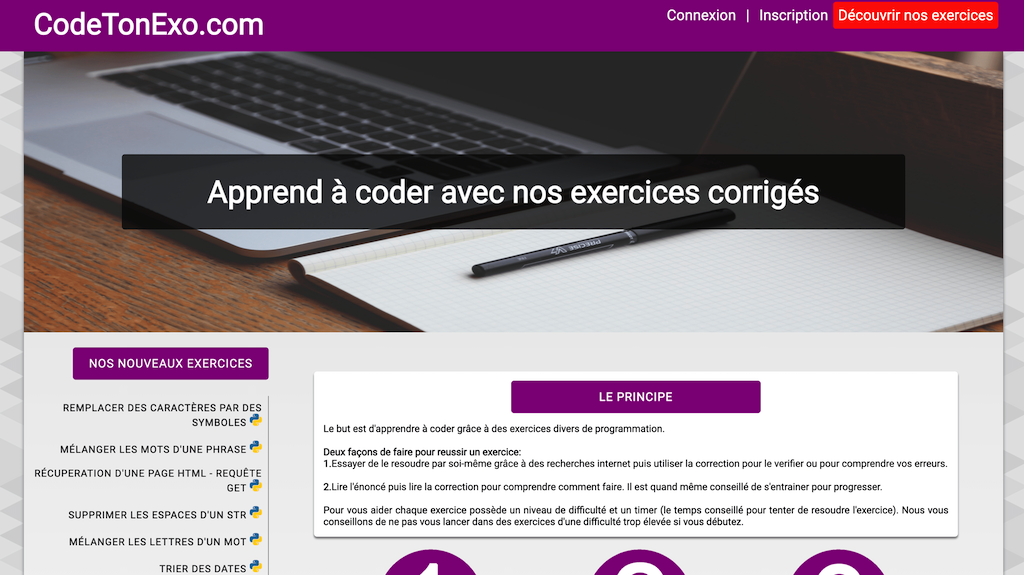 CodeTonExo.com
Connexion | Inscription Découvrir nos exercices
Apprend à coder avec nos exercices corrigés
PRECISE V5
NOS NOUVEAUX EXERCICES
REMPLACER DES CARACTÈRES PAR DES
SYMBOLES
MÉLANGER LES MOTS D'UNE PHRASE
RÉCUPERATION D'UNE PAGE HTML - REQUÊTE
GET
SUPPRIMER LES ESPACES D'UN STR
MÉLANGER LES LETTRES D'UN MOT
TRIER DES DATES
LE PRINCIPE
Le but est d'apprendre à coder grâce à des exercices divers de programmation.
Deux façons de faire pour reussir un exercice:
1.Essayer de le resoudre par soi-même grâce à des recherches internet puis utiliser la correction pour le verifier ou pour comprendre vos erreurs.
2.Lire l'énoncé puis lire la correction pour comprendre comment faire. Il est quand même conseillé de s'entrainer pour progresser.
Pour vous aider chaque exercice possède un niveau de difficulté et un timer (le temps conseillé pour tenter de resoudre l'exercice). Nous vous
conseillons de ne pas vous lancer dans des exercices d'une difficulté trop élevée si vous débutez.